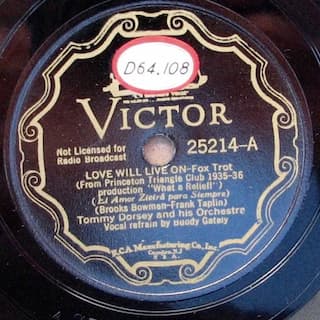 D64.108
VICTOR
Not Licensed for
Radio Broadcast
25214-A
LOVE WILL LIVE ON-Fox Trot
(From Princeton Triangle Club 1935-36
production "What a Relief!")
(El Amor Zivirá para Siempre)
(Brooks Bowman-Frank Taplin)
Tommy Dorsey and his Orchestra
Vocal refrain by Buddy Gately
R.C.A. Manufacturing Co., Inc.
Camden, N.J.
U.S.A.